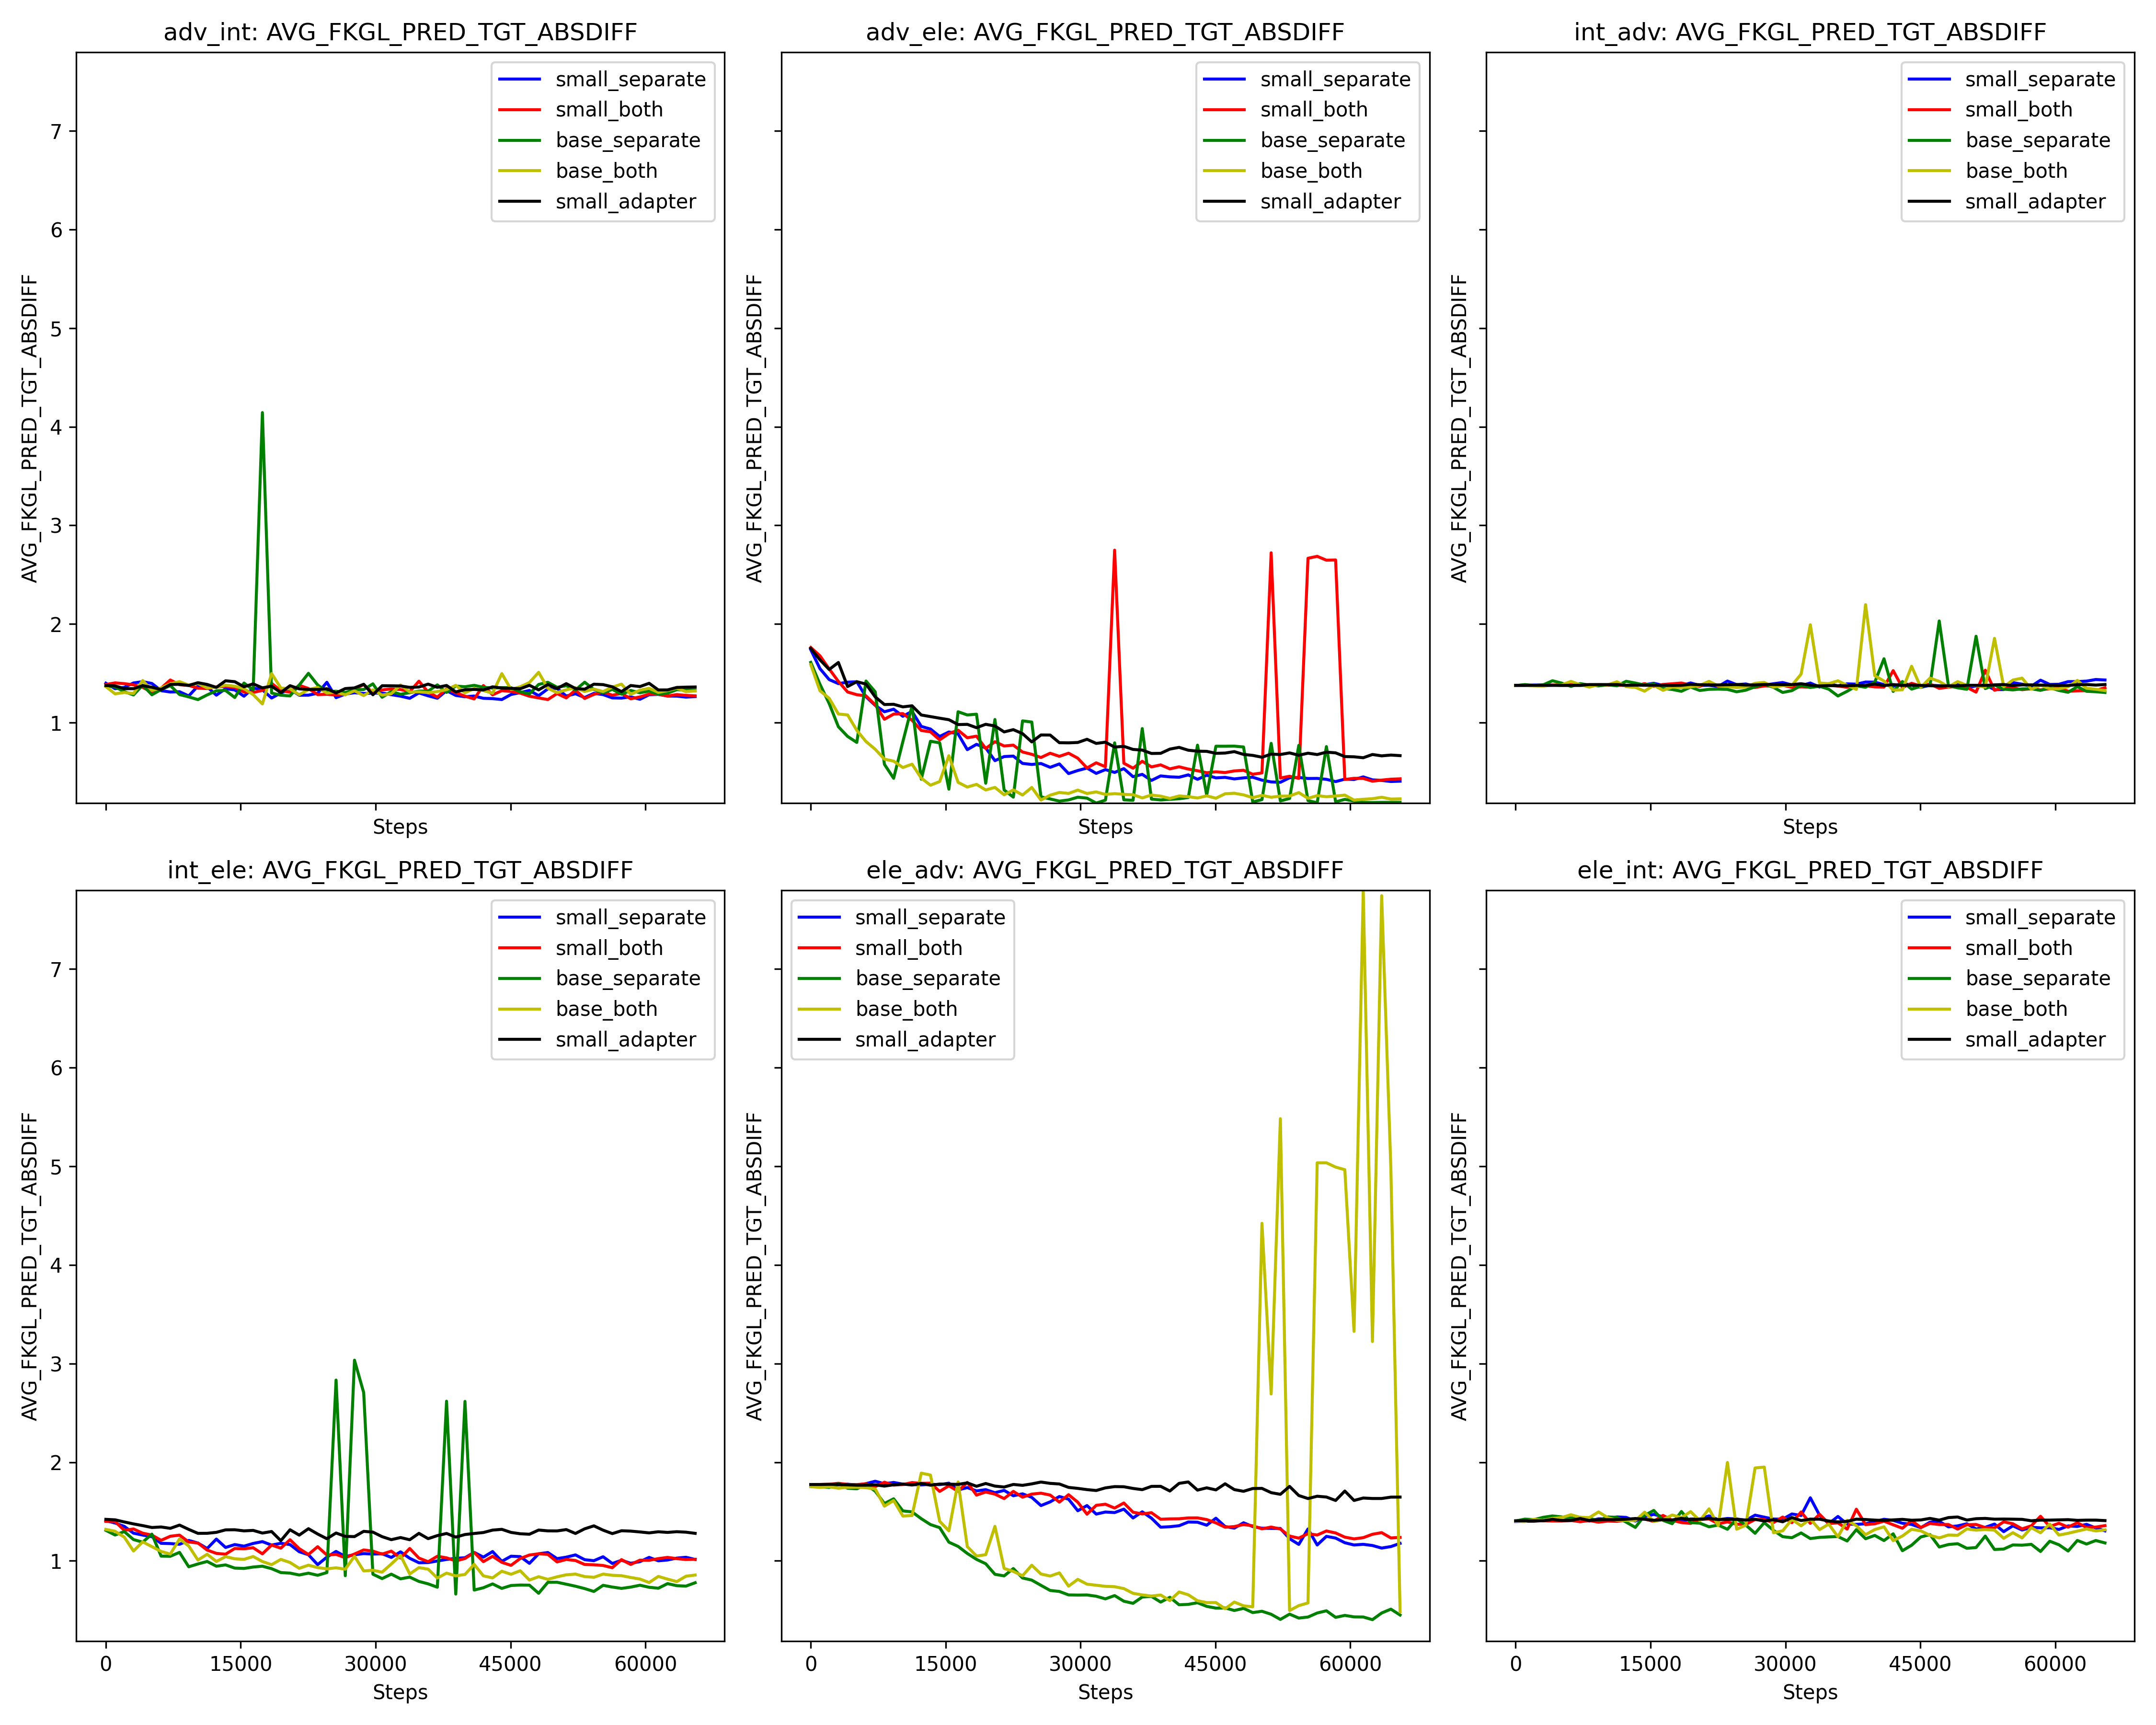 adv_int: AVG_FKGL_PRED_TGT_ABSDIFF
AVG_FKGL_PRED_TGT_ABSDIFF
7
6
5
4
3
2
1
small_separate
small_both
base_separate
base_both
small_adapter
Steps
adv_ele: AVG_FKGL_PRED_TGT_ABSDIFF
AVG_FKGL_PRED_TGT_ABSDIFF
small_separate
small_both
base_separate
base_both
small_adapter
Steps
int_adv: AVG_FKGL_PRED_TGT_ABSDIFF
AVG_FKGL_PRED_TGT_ABSDIFF
small_separate
small_both
base_separate
base_both
small_adapter
Steps
int_ele: AVG_FKGL_PRED_TGT_ABSDIFF
AVG_FKGL_PRED_TGT_ABSDIFF
7
6
5
4
3
2
1
small_separate
small_both
base_separate
base_both
small_adapter
0 15000 30000 45000 60000
Steps
ele_adv: AVG_FKGL_PRED_TGT_ABSDIFF
AVG_FKGL_PRED_TGT_ABSDIFF
small_separate
small_both
base_separate
base_both
small_adapter
0 15000 30000 45000 60000
Steps
ele_int: AVG_FKGL_PRED_TGT_ABSDIFF
AVG_FKGL_PRED_TGT_ABSDIFF
small_separate
small_both
base_separate
base_both
small_adapter
0 15000 30000 45000 60000
Steps